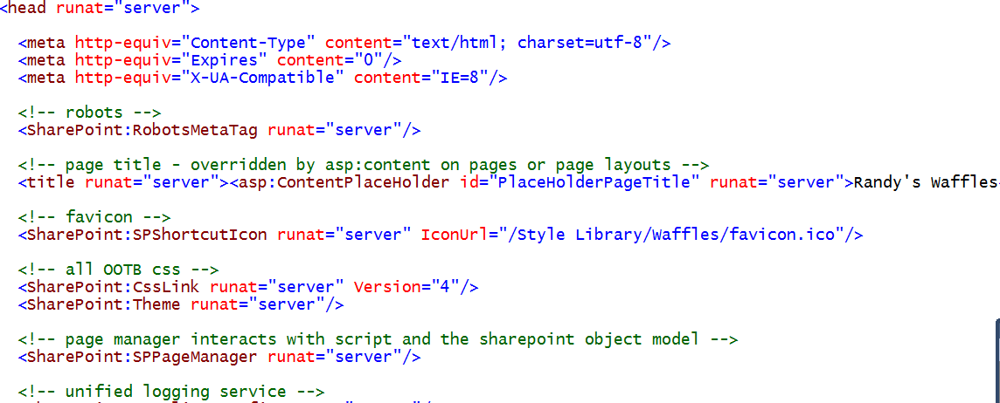 <head runat="server">
<meta http-equiv="Content-Type" content="text/html; charset=utf-8"/>
<meta http-equiv="Expires" content="0"/>
<meta http-equiv="X-UA-Compatible" content="IE=8"/>
<!-- robots -->
<SharePoint:RobotsMetaTag runat="server"/>
<!-- page title - overridden by asp:content on pages or page layouts -->
<title runat="server"><asp:ContentPlaceHolder id="PlaceHolderPageTitle" runat="server">Randy's Waffles
<!-- favicon -->
<SharePoint:SPShortcutIcon runat="server" IconUrl="/Style Library/Waffles/favicon.ico"/>
<!-- all OOTB css -->
<SharePoint:CssLink runat="server" Version="4"/>
<SharePoint:Theme runat="server"/>
<!-- page manager interacts with script and the sharepoint object model -->
<SharePoint:SPPageManager runat="server"/>
<!-- unified logging service -->